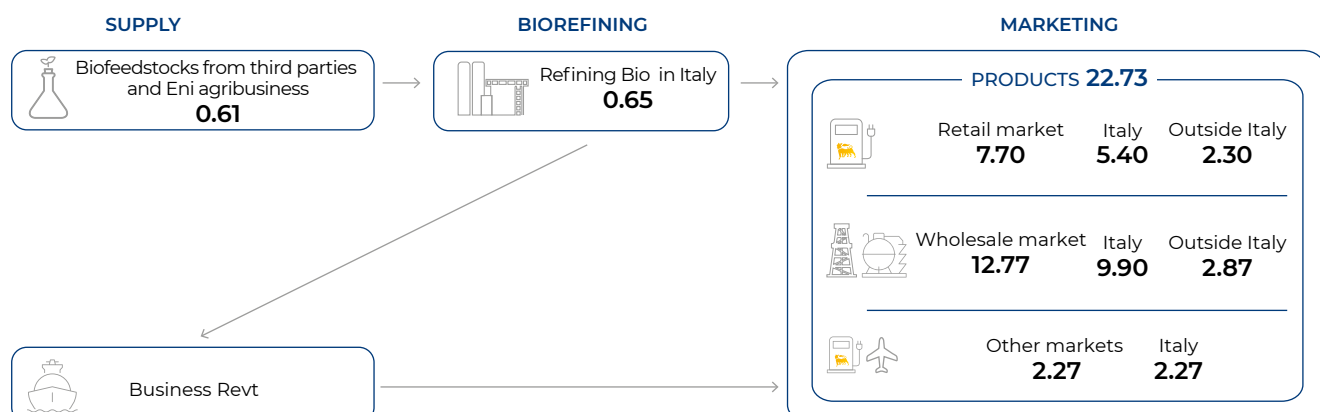 SUPPLY
Biofeedstocks from third parties
and Eni agribusiness
0.61
BIOREFINING
Refining Bio in Italy
0.65
MARKETING
PRODUCTS 22.73
Retail market Italy Outside Italy
7.70 5.40 2.30
Wholesale market Italy Outside Italy
12.77 9.90 2.87
Other markets Italy
2.27 2.27
Business Revt